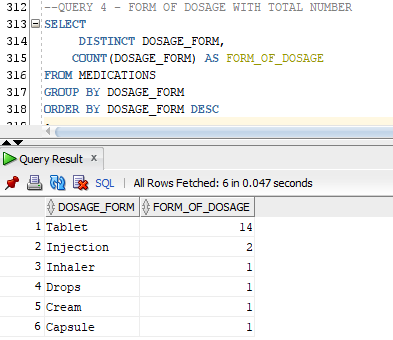 312 --QUERY 4 - FORM OF DOSAGE WITH TOTAL NUMBER
313 SELECT
314 DISTINCT DOSAGE_FORM,
315 COUNT(DOSAGE_FORM) AS FORM_OF_DOSAGE
316 FROM MEDICATIONS
317 GROUP BY DOSAGE_FORM
318 ORDER BY DOSAGE_FORM DESC
Query Result x
SQL | All Rows Fetched: 6 in 0.047 seconds
DOSAGE_FORM FORM_OF_DOSAGE
1 Tablet 14
2 Injection 2
3 Inhaler 1
4 Drops 1
5 Cream 1
6 Capsule 1